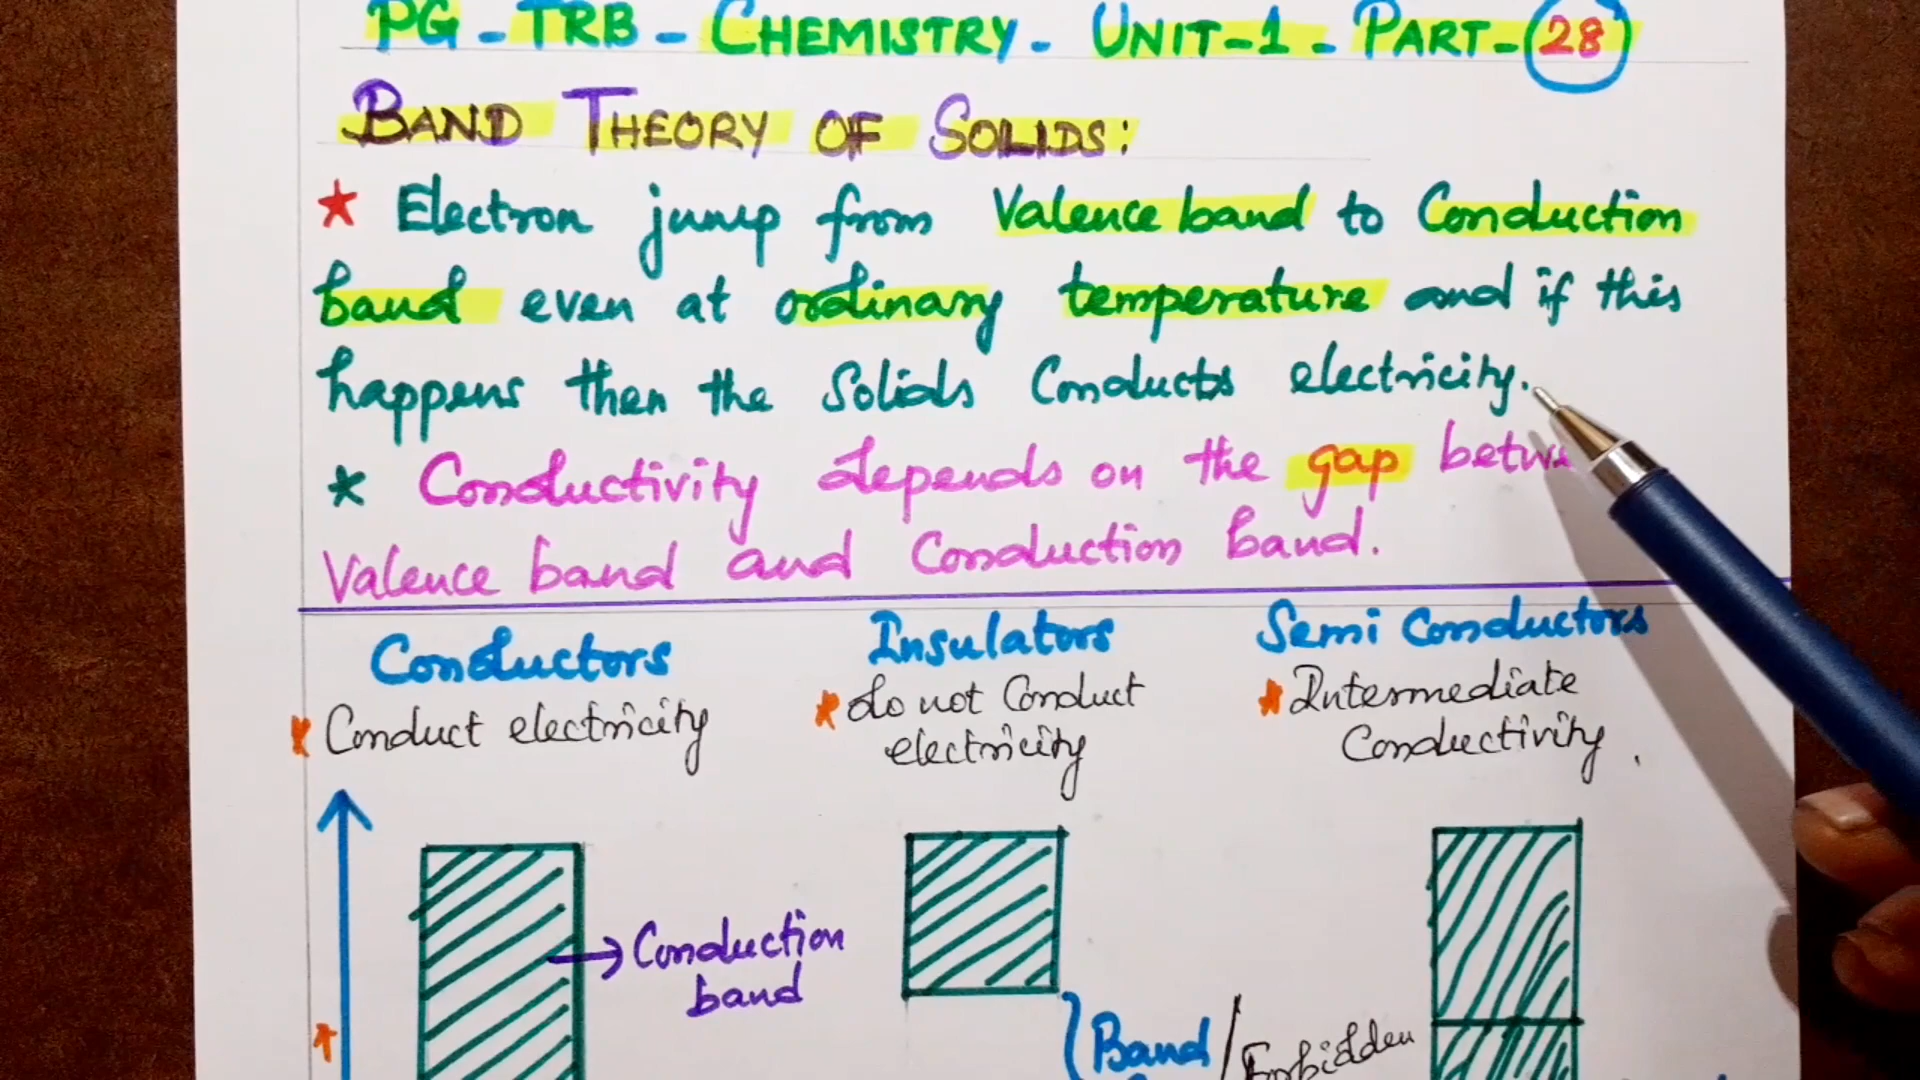 PG - TRB - CHEMISTRY - UNIT-1 - PART - 28
BAND THEORY OF SOLIDS:
★ Electron jump from Valence band to Conduction
band even at ordinary temperature and if this
happens then the Solids Conducts electricity.
* Conductivity depends on the gap betwe
Valence band and Conduction band.
Conductors
Insulators
Semi Conductors
★ Conduct electricity
★ do not Conduct
electricity
★ Intermediate
Conductivity.
→ Conduction
band
Band / Forbidden